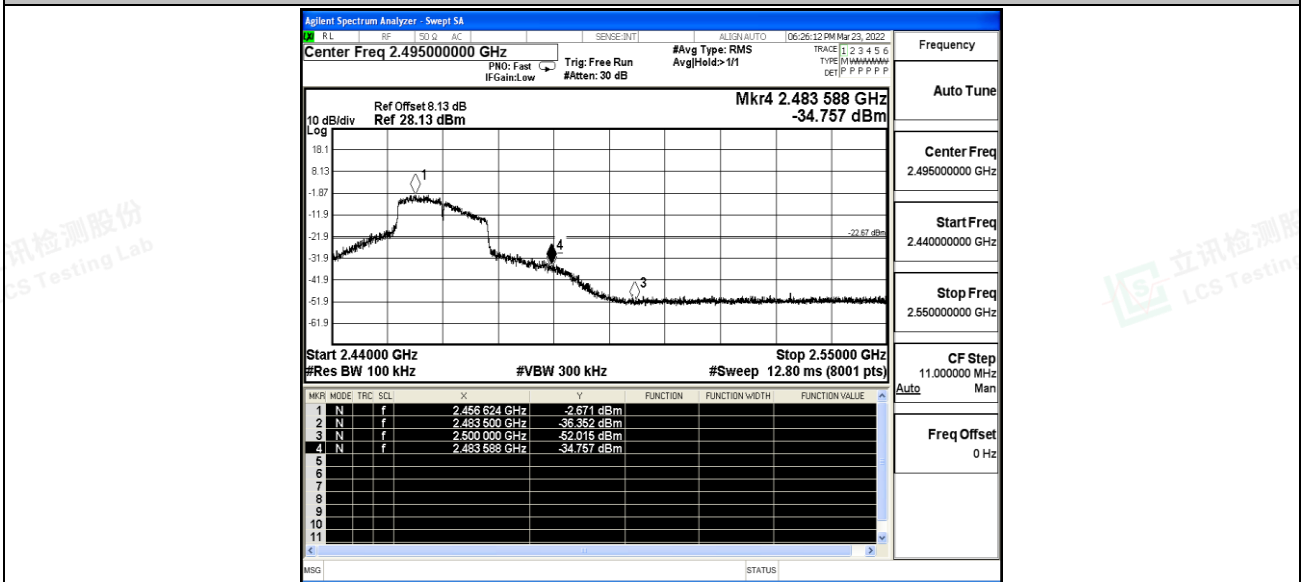 Agilent Spectrum Analyzer - Swept SA
RL RF 50 Ω AC SENSE:INT ALIGN AUTO 06:26:12 PM Mar 23, 2022
Center Freq 2.495000000 GHz
PNO: Fast
IFGain:Low
Trig: Free Run
#Atten: 30 dB
#Avg Type: RMS
Avg|Hold:>1/1
TRACE 1 2 3 4 5 6
TYPE M WWWWW
DET P P P P P P
Frequency
Auto Tune
Mkr4 2.483 588 GHz
-34.757 dBm
Ref Offset 8.13 dB
10 dB/div Ref 28.13 dBm
Log
18.1
8.13
-1.87
-11.9
-21.9
-31.9
-41.9
-51.9
-61.9
1
4
3
-22.67 dBm
Center Freq
2.495000000 GHz
Start Freq
2.440000000 GHz
Stop Freq
2.550000000 GHz
CF Step
11.000000 MHz
Auto Man
Freq Offset
0 Hz
Start 2.44000 GHz Stop 2.55000 GHz
#Res BW 100 kHz #VBW 300 kHz #Sweep 12.80 ms (8001 pts)
MKR MODE TRC SCL X Y FUNCTION FUNCTION WIDTH FUNCTION VALUE
1 N f 2.456 624 GHz -2.671 dBm
2 N f 2.483 500 GHz -36.352 dBm
3 N f 2.500 000 GHz -52.015 dBm
4 N f 2.483 588 GHz -34.757 dBm
5
6
7
8
9
10
11
MSG STATUS
讯检测股份
CS Testing Lab
立讯检测股
LCS Testing